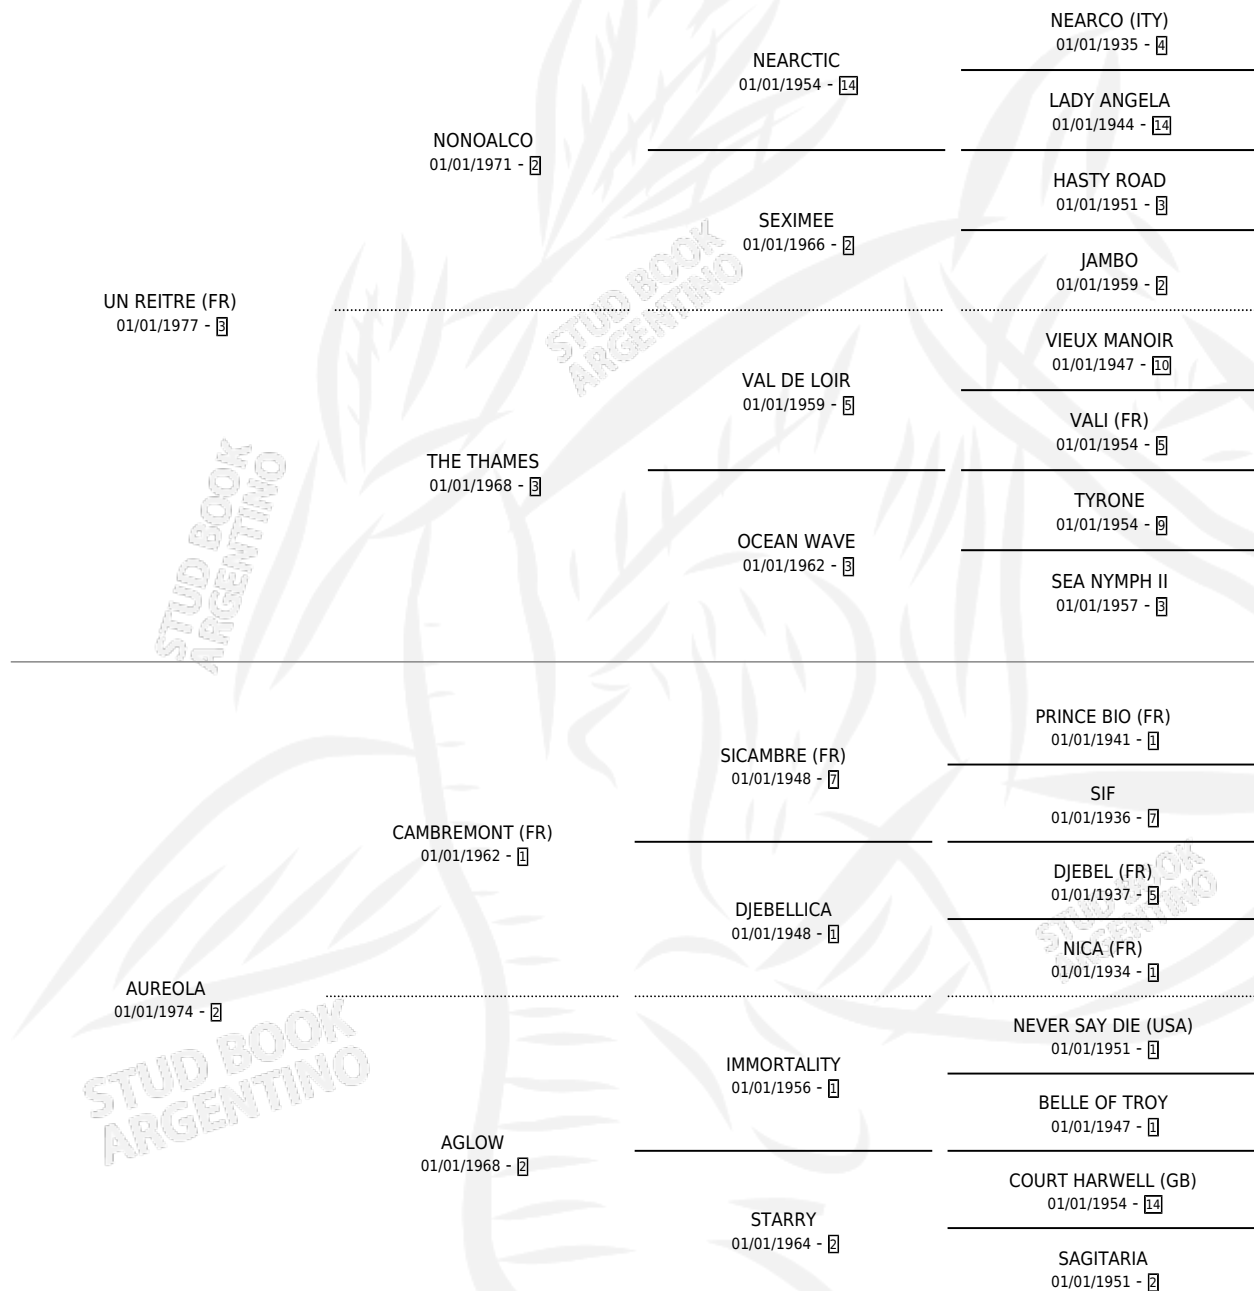 NEARCO (ITY)
01/01/1935 - 4
NEARCTIC
01/01/1954 - 14
LADY ANGELA
01/01/1944 - 14
NONOALCO
01/01/1971 - 2
HASTY ROAD
01/01/1951 - 3
SEXIMEE
01/01/1966 - 2
JAMBO
01/01/1959 - 2
UN REITRE (FR)
01/01/1977 - 3
STUD BOOK
ARGENTINO
VIEUX MANOIR
01/01/1947 - 10
VAL DE LOIR
01/01/1959 - 5
VALI (FR)
01/01/1954 - 5
THE THAMES
01/01/1968 - 3
TYRONE
01/01/1954 - 9
OCEAN WAVE
01/01/1962 - 3
SEA NYMPH II
01/01/1957 - 3
STUD BOOK
ARGENTINO
PRINCE BIO (FR)
01/01/1941 - 1
SICAMBRE (FR)
01/01/1948 - 7
SIF
01/01/1936 - 7
CAMBREMONT (FR)
01/01/1962 - 1
DJEBEL (FR)
01/01/1937 - 5
DJEBELLICA
01/01/1948 - 1
STUD BOOK
ARGENTINO
NICA (FR)
01/01/1934 - 1
AUREOLA
01/01/1974 - 2
STUD BOOK
ARGENTINO
NEVER SAY DIE (USA)
01/01/1951 - 1
IMMORTALITY
01/01/1956 - 1
BELLE OF TROY
01/01/1947 - 1
AGLOW
01/01/1968 - 2
COURT HARWELL (GB)
01/01/1954 - 14
STARRY
01/01/1964 - 2
SAGITARIA
01/01/1951 - 2